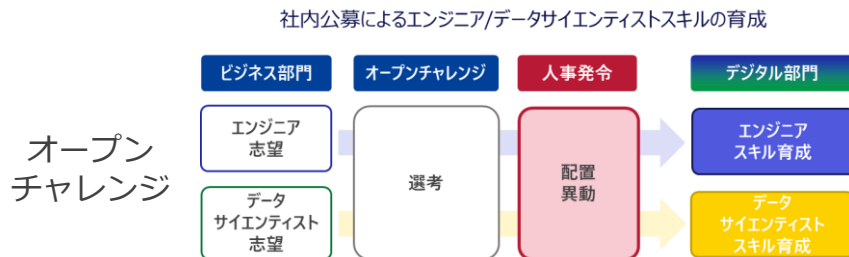 社内公募によるエンジニア/データサイエンティストスキルの育成
ビジネス部門
オープンチャレンジ
人事発令
デジタル部門
オープン
チャレンジ
エンジニア
志望
選考
配置
異動
エンジニア
スキル育成
データ
サイエンティスト
志望
データ
サイエンティスト
スキル育成